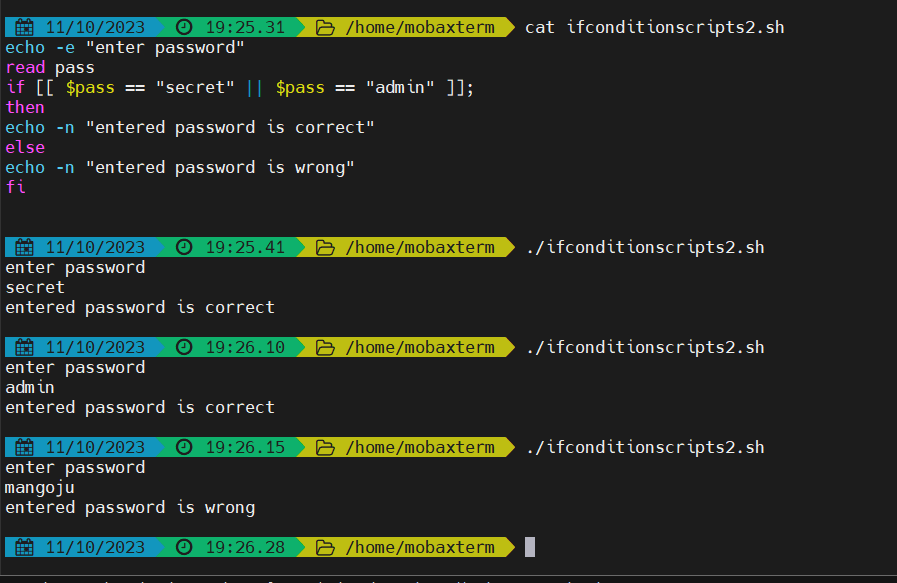 11/10/2023 19:25.31 /home/mobaxterm cat ifconditionscripts2.sh
echo -e "enter password"
read pass
if [[ $pass == "secret" || $pass == "admin" ]];
then
echo -n "entered password is correct"
else
echo -n "entered password is wrong"
fi
11/10/2023 19:25.41 /home/mobaxterm ./ifconditionscripts2.sh
enter password
secret
entered password is correct
11/10/2023 19:26.10 /home/mobaxterm ./ifconditionscripts2.sh
enter password
admin
entered password is correct
11/10/2023 19:26.15 /home/mobaxterm ./ifconditionscripts2.sh
enter password
mangoju
entered password is wrong
11/10/2023 19:26.28 /home/mobaxterm